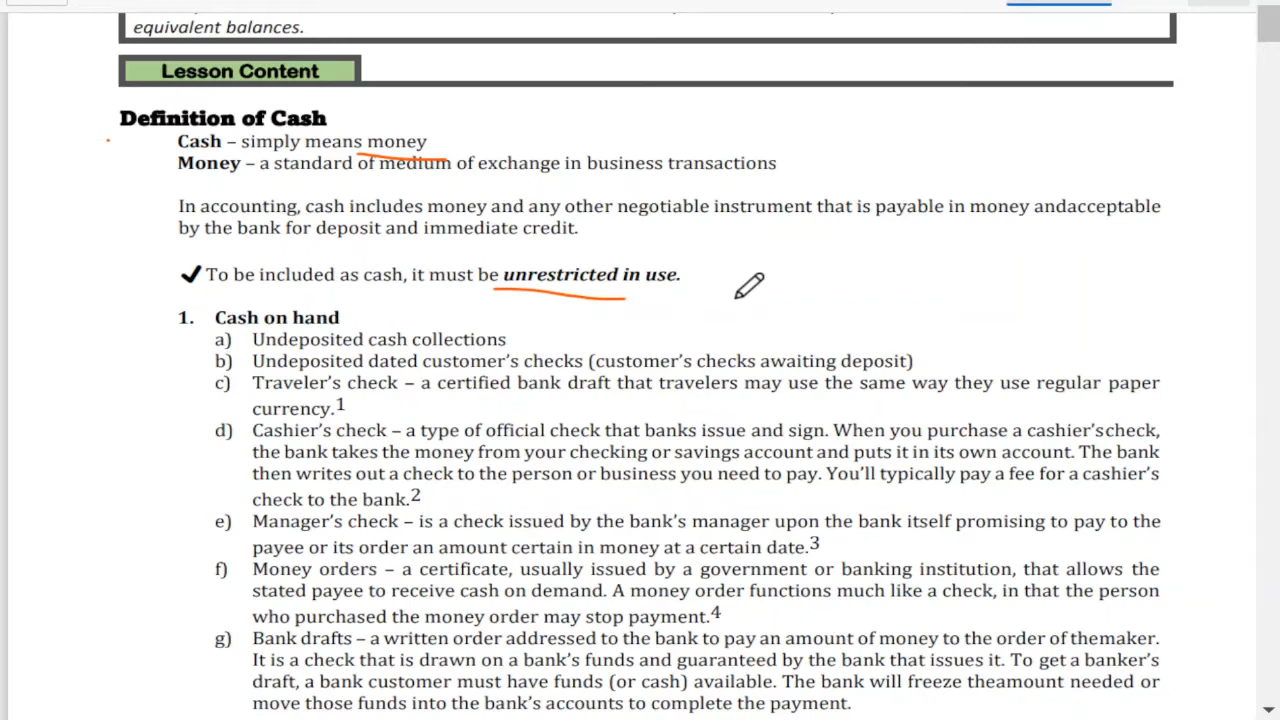 equivalent balances.
Lesson Content
Definition of Cash
Cash – simply means money
Money – a standard of medium of exchange in business transactions
In accounting, cash includes money and any other negotiable instrument that is payable in money andacceptable
by the bank for deposit and immediate credit.
✔ To be included as cash, it must be unrestricted in use.
1. Cash on hand
a) Undeposited cash collections
b) Undeposited dated customer's checks (customer's checks awaiting deposit)
c) Traveler's check – a certified bank draft that travelers may use the same way they use regular paper
currency.1
d) Cashier's check – a type of official check that banks issue and sign. When you purchase a cashier'scheck,
the bank takes the money from your checking or savings account and puts it in its own account. The bank
then writes out a check to the person or business you need to pay. You'll typically pay a fee for a cashier's
check to the bank.2
e) Manager's check – is a check issued by the bank's manager upon the bank itself promising to pay to the
payee or its order an amount certain in money at a certain date.3
f) Money orders – a certificate, usually issued by a government or banking institution, that allows the
stated payee to receive cash on demand. A money order functions much like a check, in that the person
who purchased the money order may stop payment.4
g) Bank drafts – a written order addressed to the bank to pay an amount of money to the order of themaker.
It is a check that is drawn on a bank's funds and guaranteed by the bank that issues it. To get a banker's
draft, a bank customer must have funds (or cash) available. The bank will freeze theamount needed or
move those funds into the bank's accounts to complete the payment.